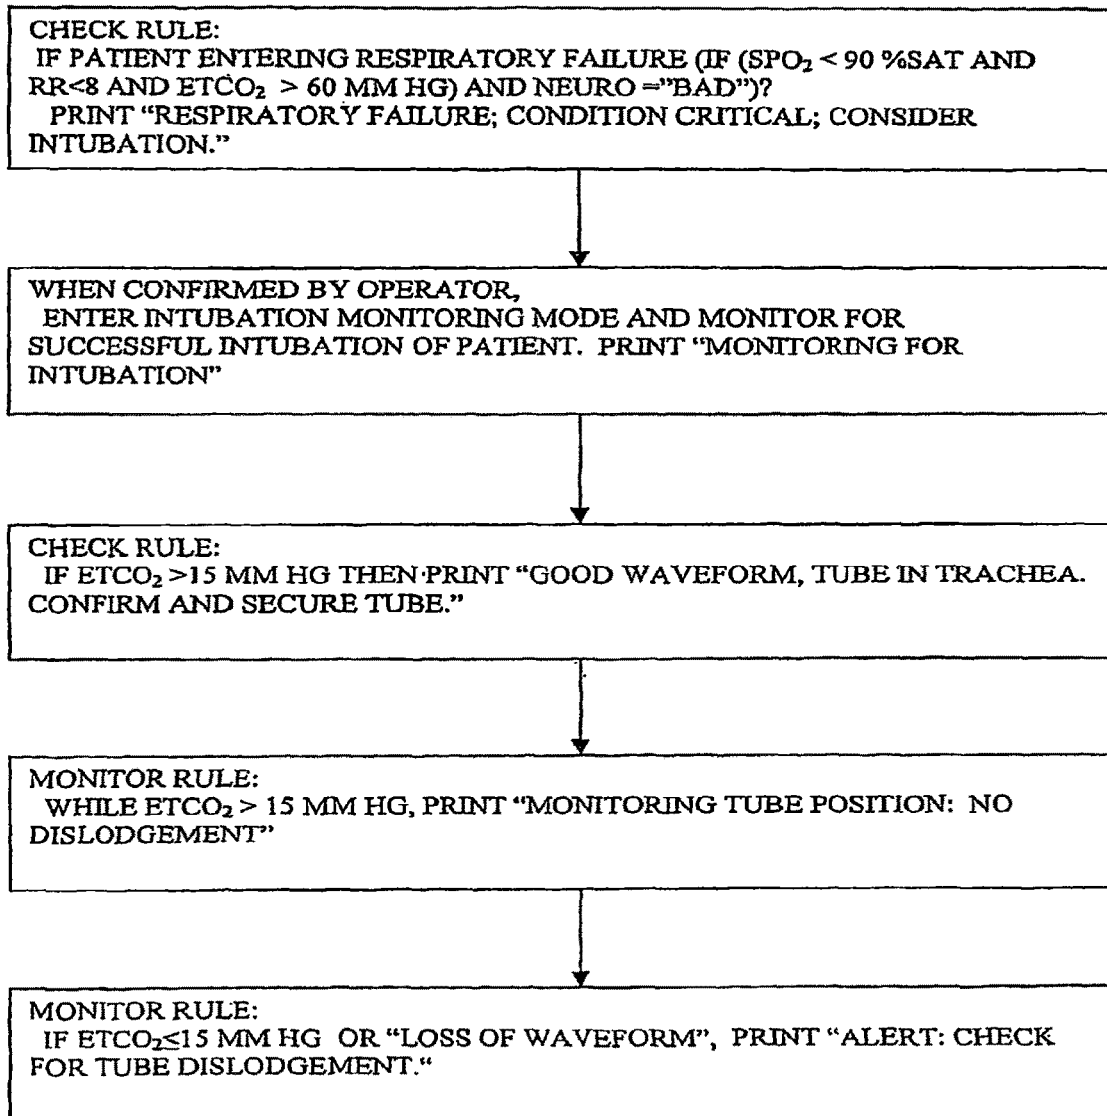 CHECK RULE:
IF PATIENT ENTERING RESPIRATORY FAILURE (IF (SPO₂ < 90 %SAT AND
RR<8 AND ETCO₂ > 60 MM HG) AND NEURO ="BAD")?
PRINT “RESPIRATORY FAILURE; CONDITION CRITICAL; CONSIDER
INTUBATION.”
WHEN CONFIRMED BY OPERATOR,
ENTER INTUBATION MONITORING MODE AND MONITOR FOR
SUCCESSFUL INTUBATION OF PATIENT. PRINT “MONITORING FOR
INTUBATION”
CHECK RULE:
IF ETCO₂ >15 MM HG THEN PRINT “GOOD WAVEFORM, TUBE IN TRACHEA.
CONFIRM AND SECURE TUBE.”
MONITOR RULE:
WHILE ETCO₂ > 15 MM HG, PRINT “MONITORING TUBE POSITION: NO
DISLODGEMENT”
MONITOR RULE:
IF ETCO₂≤15 MM HG OR “LOSS OF WAVEFORM”, PRINT “ALERT: CHECK
FOR TUBE DISLODGEMENT.“